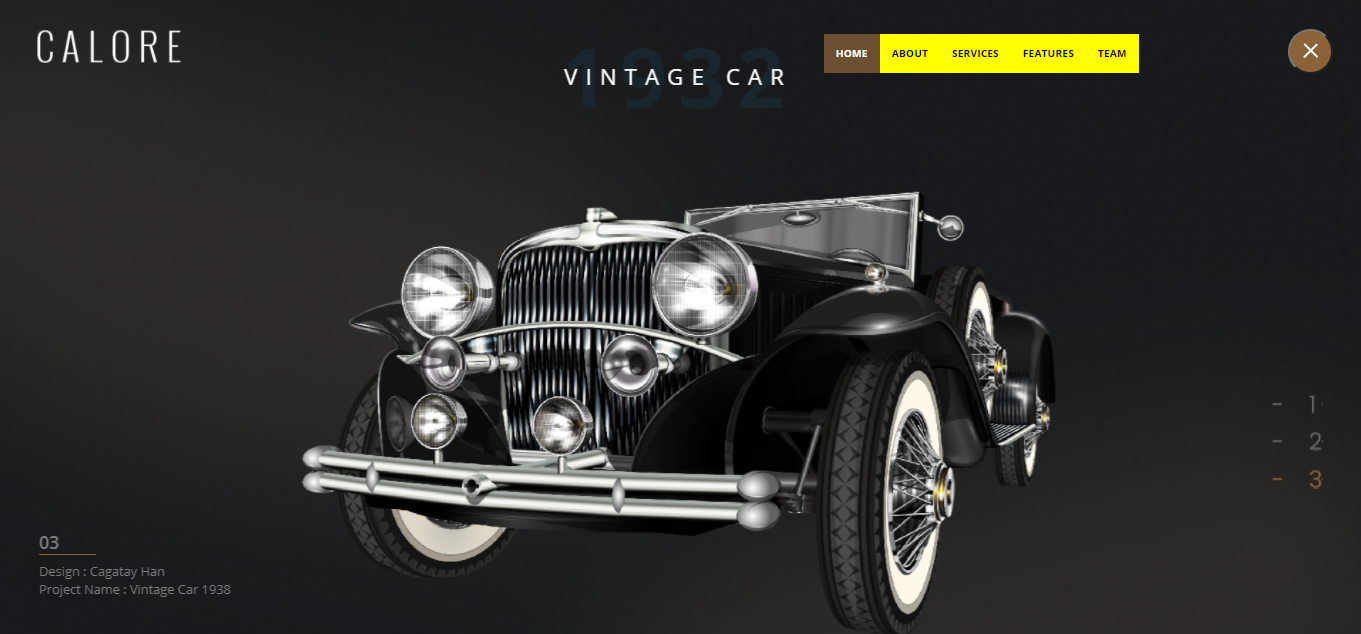 CALORE
1932
VINTAGE CAR
HOME ABOUT SERVICES FEATURES TEAM
- 1
- 2
- 3
03
Design : Cagatay Han
Project Name : Vintage Car 1938